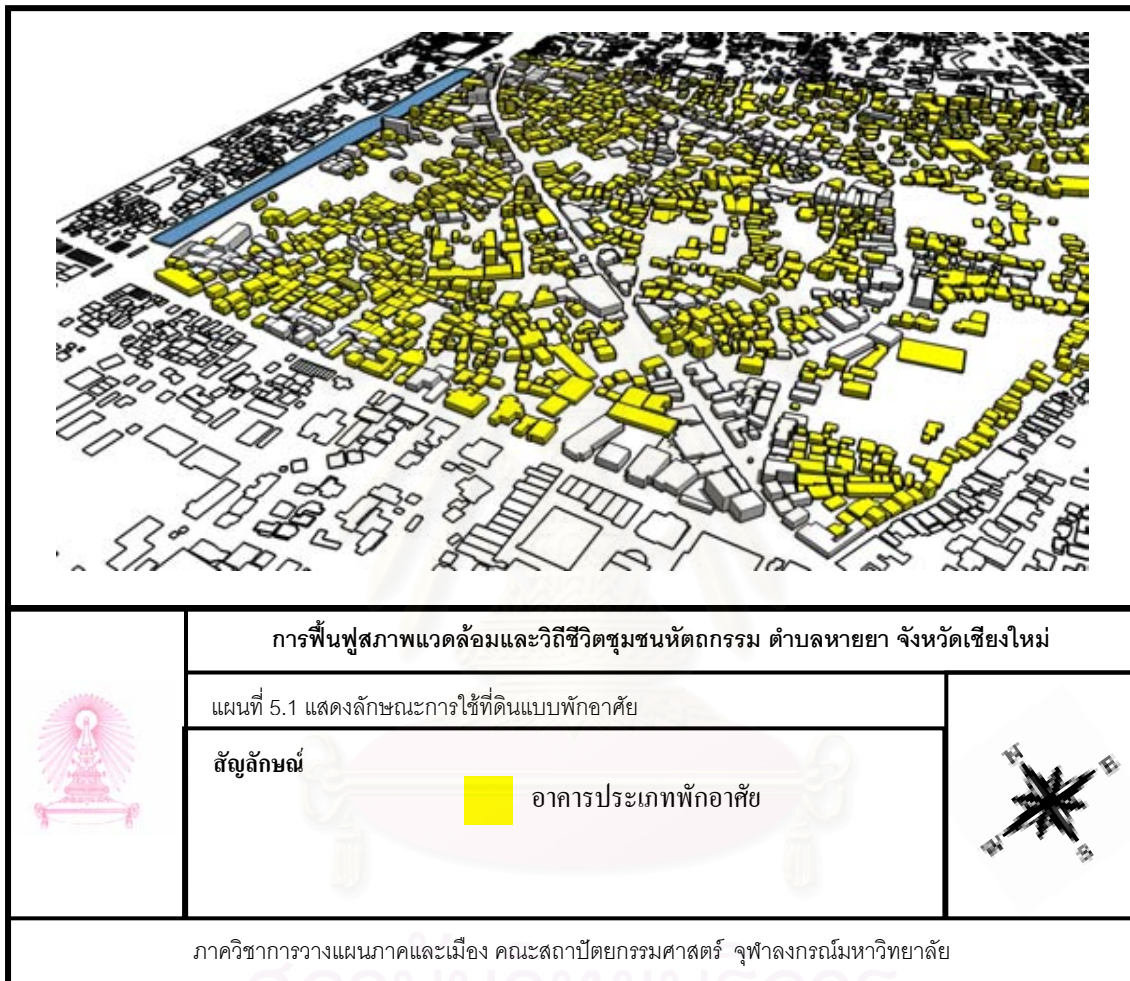 การฟื้นฟูสภาพแวดล้อมและวิถีชีวิตชุมชนหัตถกรรม ตำบลหายยา จังหวัดเชียงใหม่
แผนที่ 5.1 แสดงลักษณะการใช้ที่ดินแบบพักอาศัย
สัญลักษณ์
อาคารประเภทพักอาศัย
N
E
W
S
ภาควิชาการวางแผนภาคและเมือง คณะสถาปัตยกรรมศาสตร์ จุฬาลงกรณ์มหาวิทยาลัย